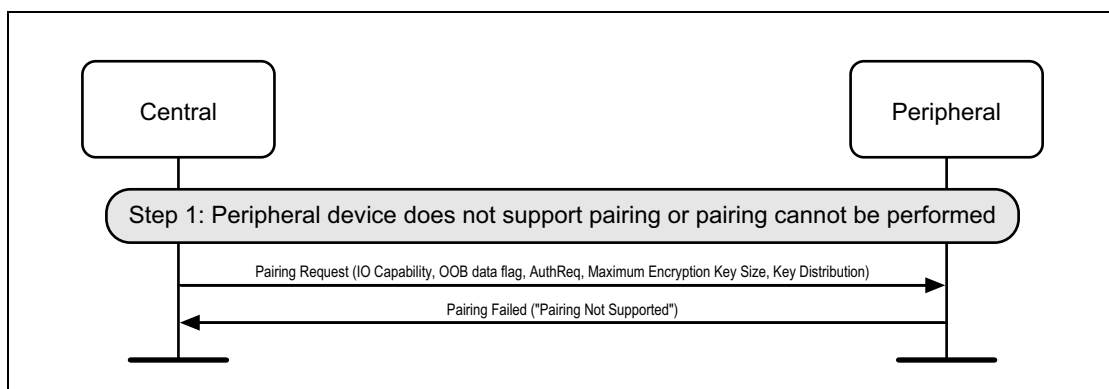 Central
Peripheral
Step 1: Peripheral device does not support pairing or pairing cannot be performed
Pairing Request (IO Capability, OOB data flag, AuthReq, Maximum Encryption Key Size, Key Distribution)
Pairing Failed ("Pairing Not Supported")